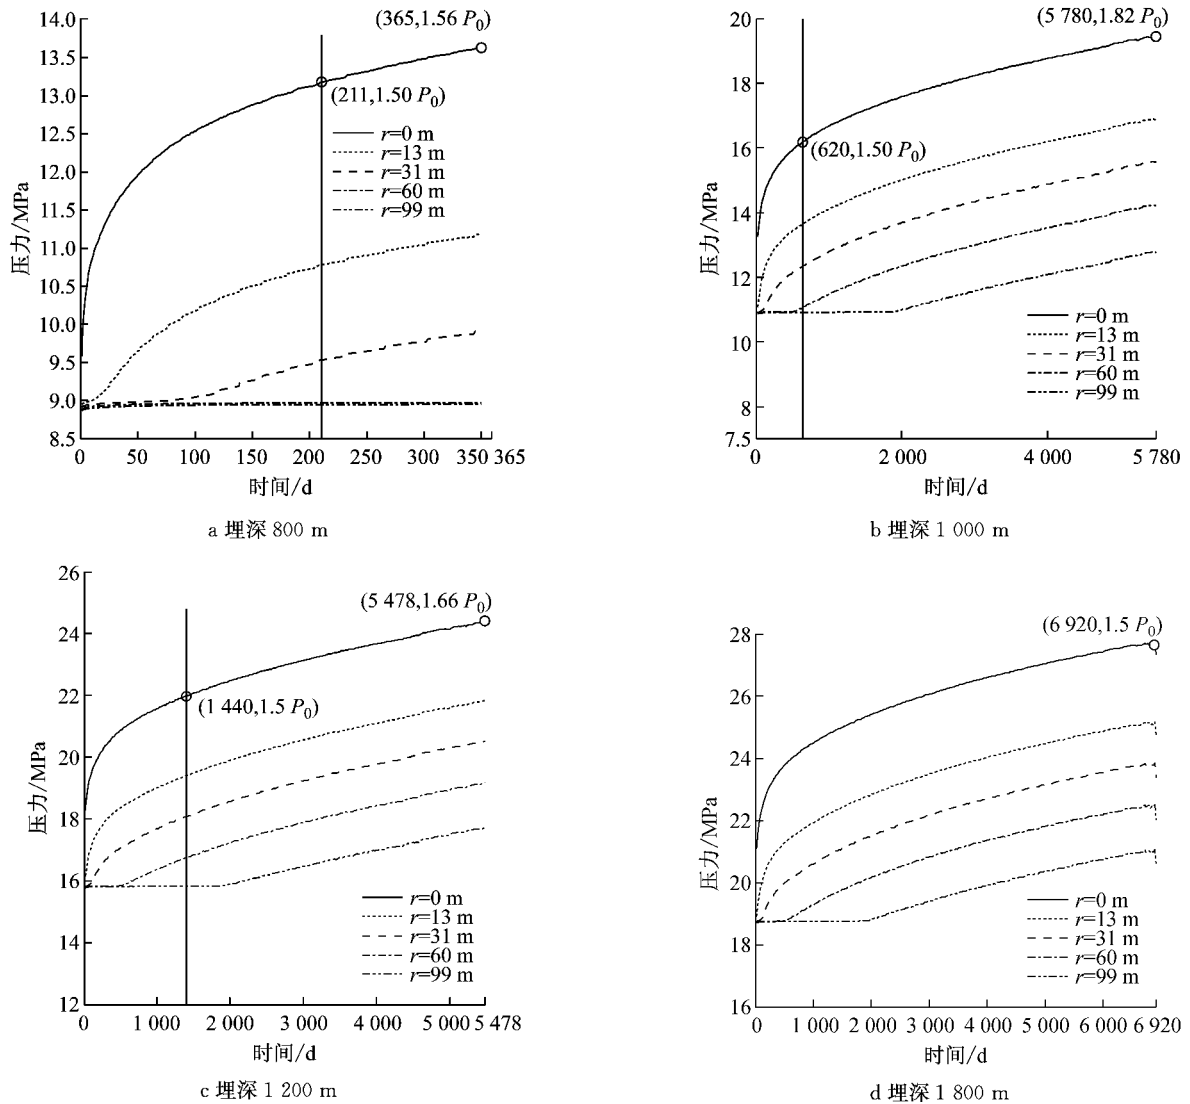 (365,1.56 P0)
14.0
13.5
13.0
12.5
12.0
11.5
11.0
10.5
10.0
9.5
9.0
8.5
压力/MPa
(211,1.50 P0)
r=0 m
r=13 m
r=31 m
r=60 m
r=99 m
0 50 100 150 200 250 300 350 365
时间/d
a 埋深 800 m
(5 780,1.82 P0)
20
18
16
14
12
10
8
7.5
压力/MPa
(620,1.50 P0)
r=0 m
r=13 m
r=31 m
r=60 m
r=99 m
0 2 000 4 000 5 780
时间/d
b 埋深 1 000 m
26
24
22
20
18
16
14
12
压力/MPa
(5 478,1.66 P0)
(1 440,1.5 P0)
r=0 m
r=13 m
r=31 m
r=60 m
r=99 m
0 1 000 2 000 3 000 4 000 5 000 5 478
时间/d
c 埋深 1 200 m
(6 920,1.5 P0)
28
26
24
22
20
18
16
压力/MPa
r=0 m
r=13 m
r=31 m
r=60 m
r=99 m
0 1 000 2 000 3 000 4 000 5 000 6 000 6 920
时间/d
d 埋深 1 800 m